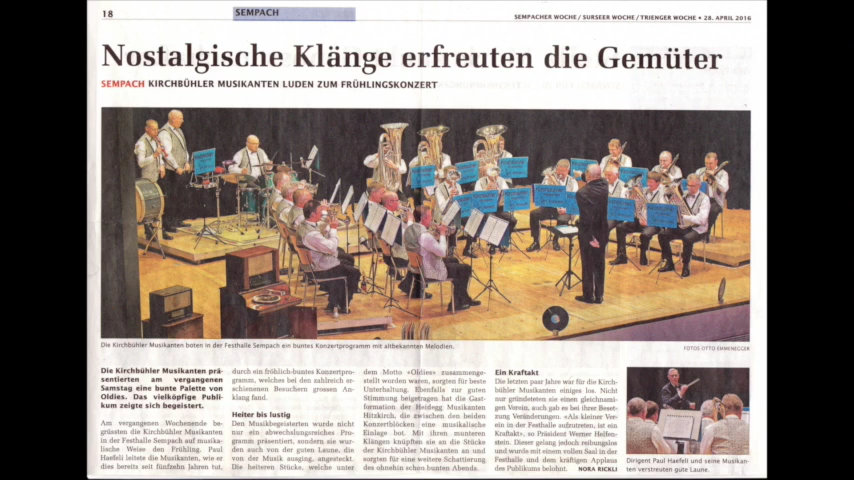 18
SEMPACH
SEMPACHER WOCHE / SURSEER WOCHE / TRIENGER WOCHE • 28. APRIL 2016
Nostalgische Klänge erfreuten die Gemüter
SEMPACH KIRCHBÜHLER MUSIKANTEN LUDEN ZUM FRÜHLINGSKONZERT
Die Kirchbühler Musikanten boten in der Festhalle Sempach ein buntes Konzertprogramm mit altbekannten Melodien.
FOTOS OTTO EMMENEGGER
Die Kirchbühler Musikanten prä-
sentierten am vergangenen
Samstag eine bunte Palette von
Oldies. Das vielköpfige Publi-
kum zeigte sich begeistert.
Am vergangenen Wochenende be-
grüssten die Kirchbühler Musikanten
in der Festhalle Sempach auf musika-
lische Weise den Frühling. Paul
Haefeli leitete die Musikanten, wie er
dies bereits seit fünfzehn Jahren tut,
durch ein fröhlich-buntes Konzertpro-
gramm, welches bei den zahlreich er-
schienenen Besuchern grossen An-
klang fand.
Heiter bis lustig
Den Musikbegeisterten wurde nicht
nur ein abwechslungsreiches Pro-
gramm präsentiert, sondern sie wur-
den auch von der guten Laune, die
von der Musik ausging, angesteckt.
Die heiteren Stücke, welche unter
dem Motto «Oldies» zusammenge-
stellt worden waren, sorgten für beste
Unterhaltung. Ebenfalls zur guten
Stimmung beigetragen hat die Gast-
formation der Heidegg Musikanten
Hitzkirch, die zwischen den beiden
Konzertblöcken eine musikalische
Einlage bot. Mit ihren munteren
Klängen knüpften sie an die Stücke
der Kirchbühler Musikanten an und
sorgten für eine weitere Schattierung
des ohnehin schon bunten Abends.
Ein Kraftakt
Die letzten paar Jahre war für die Kirch-
bühler Musikanten einiges los. Nicht
nur gründeten sie einen gleichnami-
gen Verein, auch gab es bei ihrer Beset-
zung Veränderungen. «Als kleiner Ver-
ein in der Festhalle aufzutreten, ist ein
Kraftakt», so Präsident Werner Helfen-
stein. Dieser gelang jedoch reibungslos
und wurde mit einem vollen Saal in der
Festhalle und dem kräftigen Applaus
des Publikums belohnt. NORA RICKLI
Dirigent Paul Haefeli und seine Musikan-
ten verstreuten gute Laune.